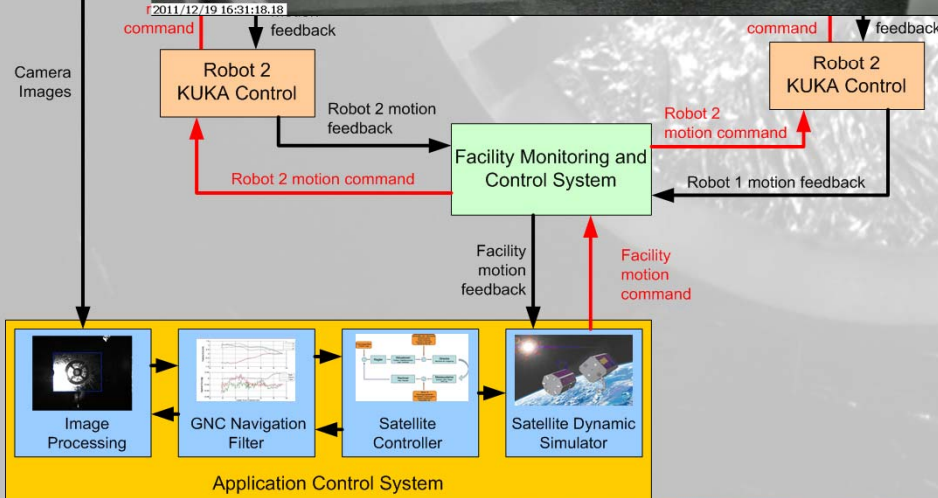 2011/12/19 16:31:18.18
command
feedback
command
feedback
Camera
Images
Robot 2
KUKA Control
Robot 2
KUKA Control
Robot 2 motion
feedback
Robot 2
motion command
Facility Monitoring and
Control System
Robot 2 motion command
Robot 1 motion feedback
Facility
motion
feedback
Facility
motion
command
Image
Processing
GNC Navigation
Filter
Satellite
Controller
Satellite Dynamic
Simulator
Application Control System